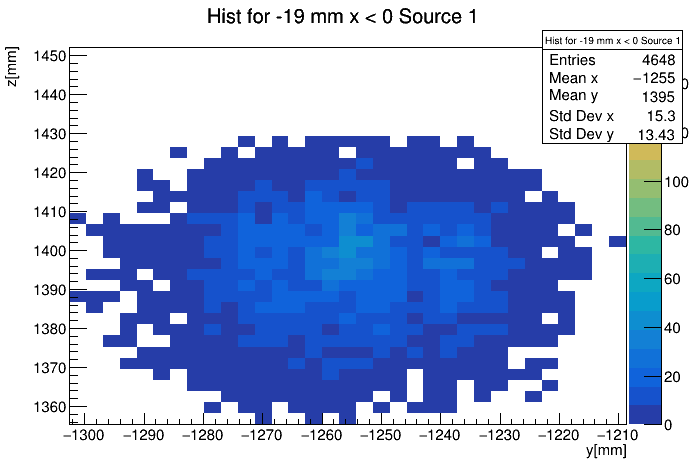 Hist for -19 mm x < 0 Source 1
Hist for -19 mm x < 0 Source 1
Entries 4648
Mean x −1255
Mean y 1395
Std Dev x 15.3
Std Dev y 13.43
z[mm]
1450
1440
1430
1420
1410
1400
1390
1380
1370
1360
−1300 −1290 −1280 −1270 −1260 −1250 −1240 −1230 −1220 −1210
y[mm]
100
80
60
40
20
0